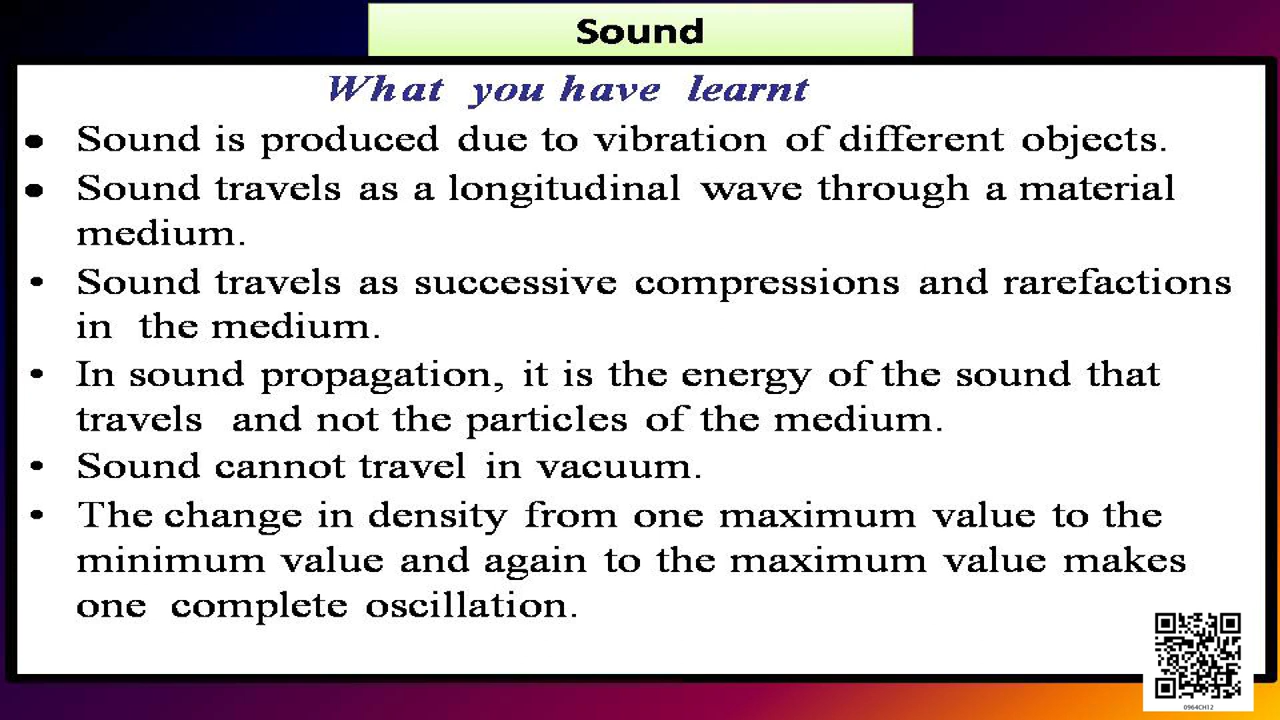 Sound
What you have learnt
• Sound is produced due to vibration of different objects.
• Sound travels as a longitudinal wave through a material
medium.
• Sound travels as successive compressions and rarefactions
in the medium.
• In sound propagation, it is the energy of the sound that
travels and not the particles of the medium.
• Sound cannot travel in vacuum.
• The change in density from one maximum value to the
minimum value and again to the maximum value makes
one complete oscillation.
0964CH12